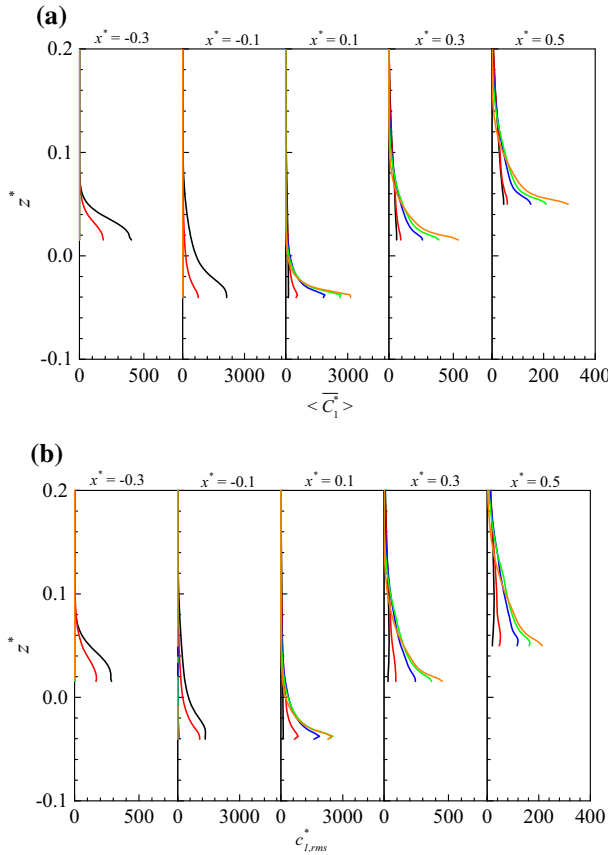 (a)
x* = -0.3 x* = -0.1 x* = 0.1 x* = 0.3 x* = 0.5
0.2
0.1
z*
0.0
-0.1
0 500 0 3000 0 3000 0 500 0 200 400
< C₁* >
(b)
x* = -0.3 x* = -0.1 x* = 0.1 x* = 0.3 x* = 0.5
0.2
0.1
z*
0.0
-0.1
0 500 0 3000 0 3000 0 500 0 200 400
c*1,rms